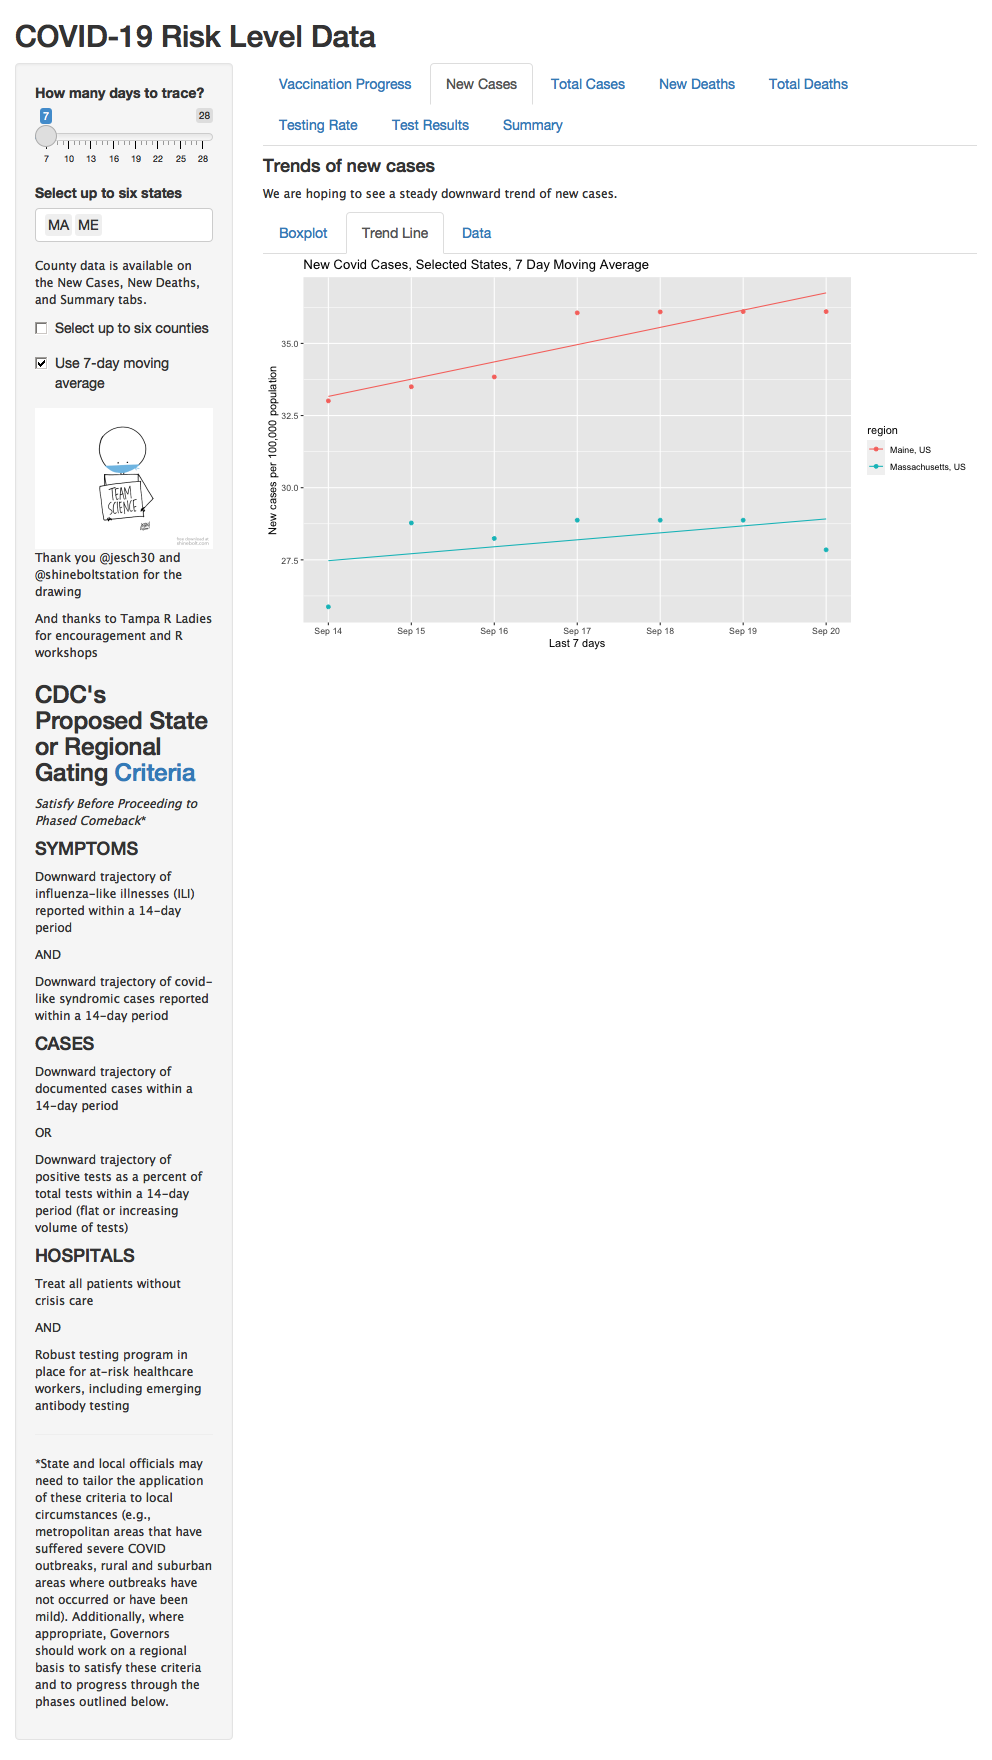 COVID-19 Risk Level Data
How many days to trace?
7 28
7 10 13 16 19 22 25 28
Select up to six states
MA ME
County data is available on
the New Cases, New Deaths,
and Summary tabs.
Select up to six counties
Use 7-day moving
average
TEAM
SCIENCE
free download at
shinebolt.com
Thank you @jesch30 and
@shineboltstation for the
drawing
And thanks to Tampa R Ladies
for encouragement and R
workshops
CDC's
Proposed State
or Regional
Gating Criteria
Satisfy Before Proceeding to
Phased Comeback*
SYMPTOMS
Downward trajectory of
influenza-like illnesses (ILI)
reported within a 14-day
period
AND
Downward trajectory of covid-
like syndromic cases reported
within a 14-day period
CASES
Downward trajectory of
documented cases within a
14-day period
OR
Downward trajectory of
positive tests as a percent of
total tests within a 14-day
period (flat or increasing
volume of tests)
HOSPITALS
Treat all patients without
crisis care
AND
Robust testing program in
place for at-risk healthcare
workers, including emerging
antibody testing
*State and local officials may
need to tailor the application
of these criteria to local
circumstances (e.g.,
metropolitan areas that have
suffered severe COVID
outbreaks, rural and suburban
areas where outbreaks have
not occurred or have been
mild). Additionally, where
appropriate, Governors
should work on a regional
basis to satisfy these criteria
and to progress through the
phases outlined below.
Vaccination Progress New Cases Total Cases New Deaths Total Deaths
Testing Rate Test Results Summary
Trends of new cases
We are hoping to see a steady downward trend of new cases.
Boxplot Trend Line Data
New Covid Cases, Selected States, 7 Day Moving Average
New cases per 100,000 population
35.0
32.5
30.0
27.5
Sep 14 Sep 15 Sep 16 Sep 17 Sep 18 Sep 19 Sep 20
Last 7 days
region
Maine, US
Massachusetts, US